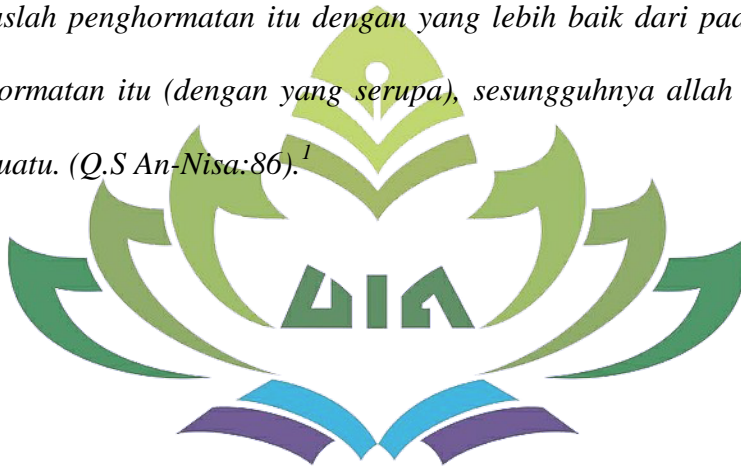 aslah penghormatan itu dengan yang lebih baik dari pad
ormatan itu (dengan yang serupa), sesungguhnya allah
uatu. (Q.S An-Nisa:86).1
UIN